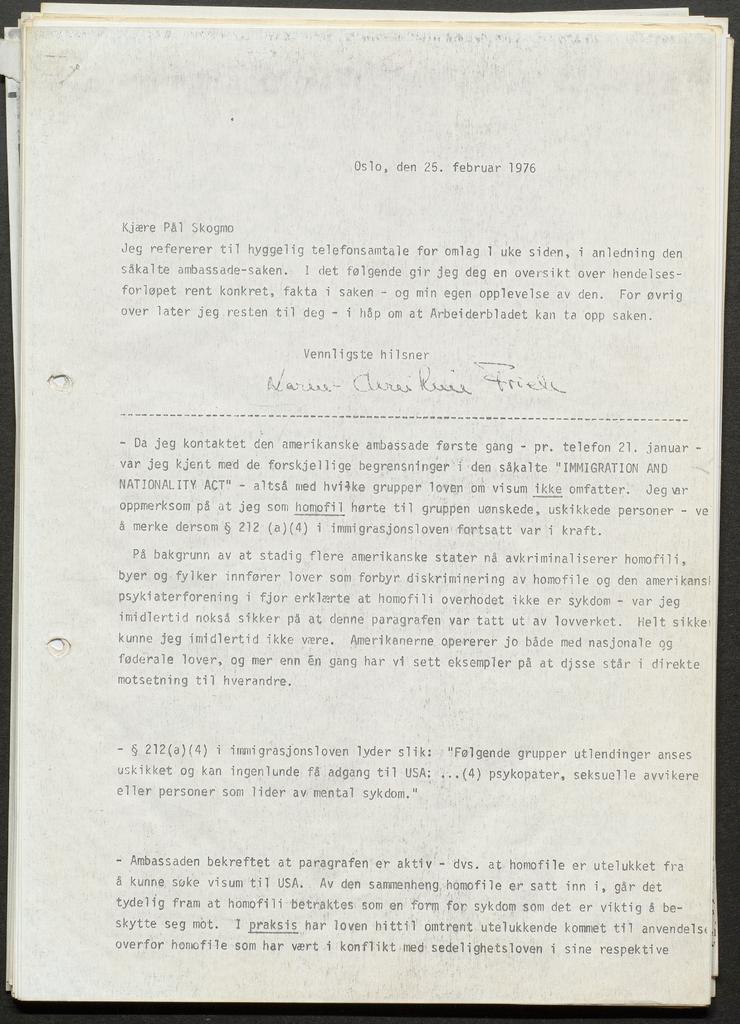 Oslo, den 25. februar 1976
Kjære Pål Skogmo
Jeg refererer til hyggelig telefonsamtale for omlag 1 uke siden, i anledning den
såkalte ambassade-saken. I det følgende gir jeg deg en oversikt over hendelses-
forløpet rent konkret, fakta i saken - og min egen opplevelse av den. For øvrig
over later jeg resten til deg - i håp om at Arbeiderbladet kan ta opp saken.
Vennligste hilsner
Karen-Christine Friele
- Da jeg kontaktet den amerikanske ambassade første gang - pr. telefon 21. januar -
var jeg kjent med de forskjellige begrensninger i den såkalte "IMMIGRATION AND
NATIONALITY ACT" - altså med hvilke grupper loven om visum ikke omfatter. Jeg var
oppmerksom på at jeg som homofil hørte til gruppen uønskede, uskikkede personer - ve
å merke dersom § 212 (a)(4) i immigrasjonsloven fortsatt var i kraft.
På bakgrunn av at stadig flere amerikanske stater nå avkriminaliserer homofili,
byer og fylker innfører lover som forbyr diskriminering av homofile og den amerikansk
psykiaterforening i fjor erklærte at homofili overhodet ikke er sykdom - var jeg
imidlertid nokså sikker på at denne paragrafen var tatt ut av lovverket. Helt sikker
kunne jeg imidlertid ikke være. Amerikanerne opererer jo både med nasjonale og
føderale lover, og mer enn én gang har vi sett eksempler på at djsse står i direkte
motsetning til hverandre.
- § 212(a)(4) i immigrasjonsloven lyder slik: "Følgende grupper utlendinger anses
uskikket og kan ingenlunde få adgang til USA: ...(4) psykopater, seksuelle avvikere
eller personer som lider av mental sykdom."
- Ambassaden bekreftet at paragrafen er aktiv - dvs. at homofile er utelukket fra
å kunne søke visum til USA. Av den sammenheng homofile er satt inn i, går det
tydelig fram at homofili betraktes som en form for sykdom som det er viktig å be-
skytte seg mot. I praksis har loven hittil omtrent utelukkende kommet til anvendelse
overfor homofile som har vært i konflikt med sedelighetsloven i sine respektive